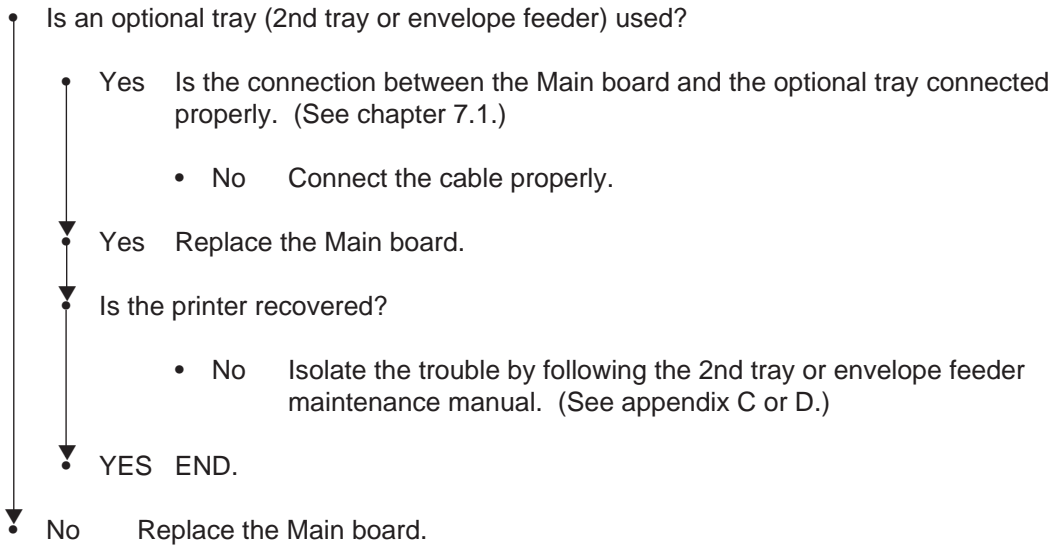 • Is an optional tray (2nd tray or envelope feeder) used?
• Yes Is the connection between the Main board and the optional tray connected
properly. (See chapter 7.1.)
• No Connect the cable properly.
• Yes Replace the Main board.
• Is the printer recovered?
• No Isolate the trouble by following the 2nd tray or envelope feeder
maintenance manual. (See appendix C or D.)
• YES END.
• No Replace the Main board.